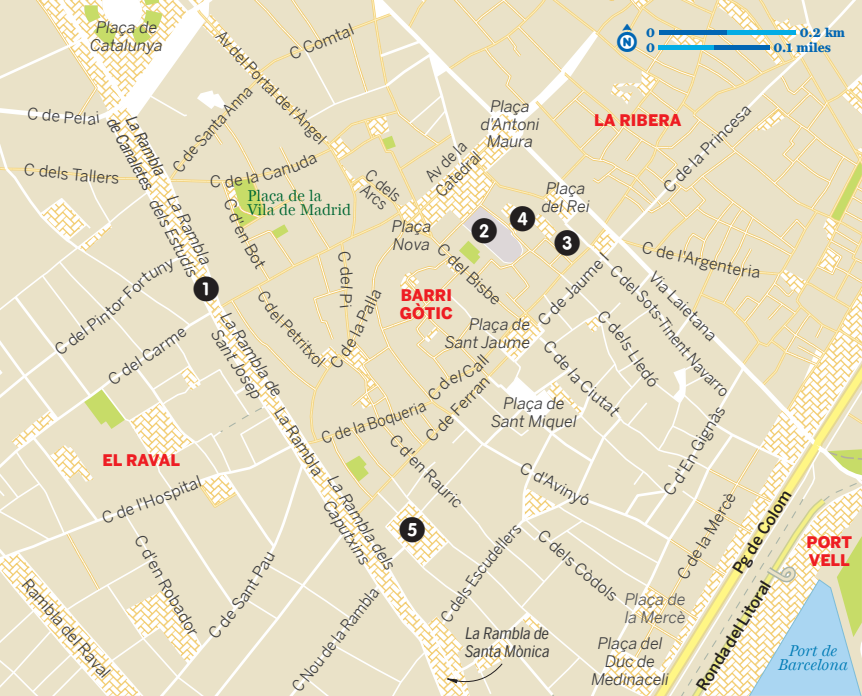 Plaça de
Catalunya
C Comtal
Av del Portal de l'Àngel
0
0.2 km
N
0
0.1 miles
Plaça
d'Antoni
Maura
LA RIBERA
C de Pelai
La Rambla
de Canaletes
C de Santa Anna
C de la Princesa
C dels Tallers
C de la Canuda
C dels
Arcs
Av de la
Catedral
Plaça de la
Vila de Madrid
Plaça
del Rei
La Rambla
dels Estudis
C d'en Bot
Plaça
Nova
2
4
3
C de l'Argenteria
C del Pintor Fortuny
1
C del Pi
C del Bisbe
C de Jaume I
Via Laietana
C del Sots-Tinent Navarro
BARRI
GÒTIC
C del Petritxol
C de la Palla
Plaça de
Sant Jaume
C dels Lledó
C del Carme
La Rambla de
Sant Josep
C del Call
C de la Ciutat
C de Ferran
Plaça de
Sant Miquel
C de la Boqueria
La Rambla
C d'En Gignàs
EL RAVAL
C d'en Rauric
C d'Avinyó
C de l'Hospital
La Rambla dels
Caputxins
5
C de la Mercè
Pg de Colom
PORT
VELL
C d'en Robador
C de Sant Pau
C dels Escudellers
C dels Còdols
Rambla del Raval
C Nou de la Rambla
Plaça de
la Mercè
Ronda del Litoral
La Rambla de
Santa Mònica
Plaça del
Duc de
Medinaceli
Port de
Barcelona